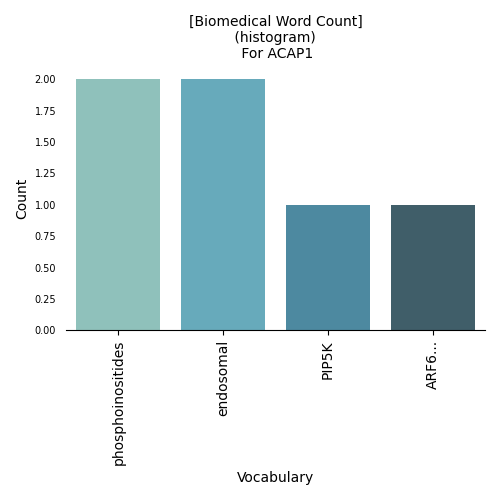 [Biomedical Word Count]
(histogram)
For ACAP1
Count
2.00
1.75
1.50
1.25
1.00
0.75
0.50
0.25
0.00
phosphoinositides
endosomal
PIP5K
ARF6...
Vocabulary